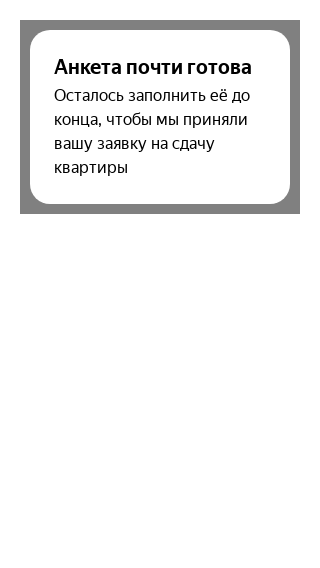 Анкета почти готова
Осталось заполнить её до
конца, чтобы мы приняли
вашу заявку на сдачу
квартиры